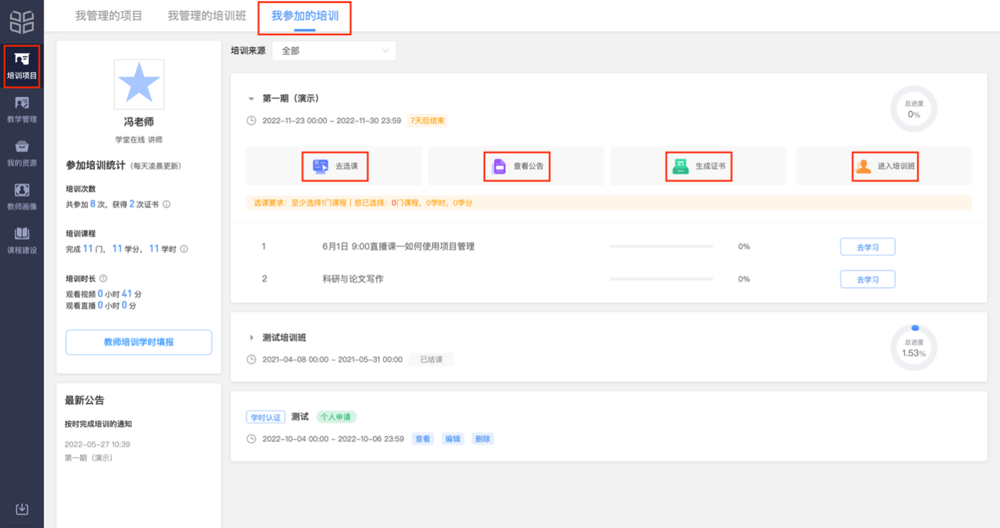 我管理的项目 我管理的培训班 我参加的培训
培训项目
教学管理
我的资源
教师画像
课程建设
冯老师
学堂在线 讲师
参加培训统计（每天凌晨更新）
培训次数
共参加 8 次，获得 2 次证书
培训课程
完成 11 门， 11 学分， 11 学时
培训时长
观看视频 0 小时 41 分
观看直播 0 小时 0 分
教师培训学时填报
最新公告
按时完成培训的通知
2022-05-27 10:39
第一期（演示）
培训来源 全部
第一期（演示）
2022-11-23 00:00 - 2022-11-30 23:59 7天后结束
总进度
0%
去选课 查看公告 生成证书 进入培训班
选课要求：至少选择1门课程 | 您已选择：0门课程，0学时，0学分
1 6月1日 9:00直播课—如何使用项目管理 0% 去学习
2 科研与论文写作 0% 去学习
测试培训班
2021-04-08 00:00 - 2021-05-31 00:00 已结课
总进度
1.53%
学时认证 测试 个人申请
2022-10-04 00:00 - 2022-10-06 23:59 查看 编辑 删除